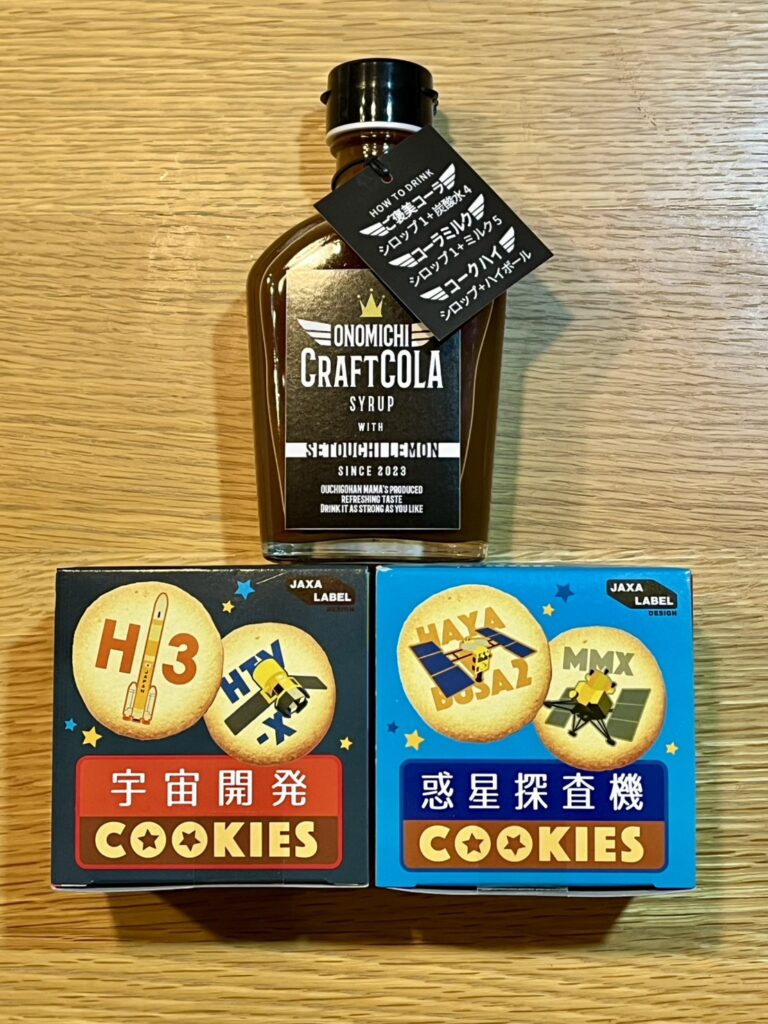 HOW TO DRINK
ご褒美コーラ
シロップ1+炭酸水4
コーラミルク
シロップ1+ミルク5
コークハイ
シロップ+ハイボール
ONOMICHI
CRAFTCOLA
SYRUP
WITH
SETOUCHI LEMON
SINCE 2023
OUCHIGOHAN MAMA'S PRODUCED
REFRESHING TASTE
DRINK IT AS STRONG AS YOU LIKE
JAXA
LABEL
DESIGN
H3
JAPAN
HTV
-X
宇宙開発
COOKIES
JAXA
LABEL
DESIGN
HAYA
BUSA2
MMX
惑星探査機
COOKIES